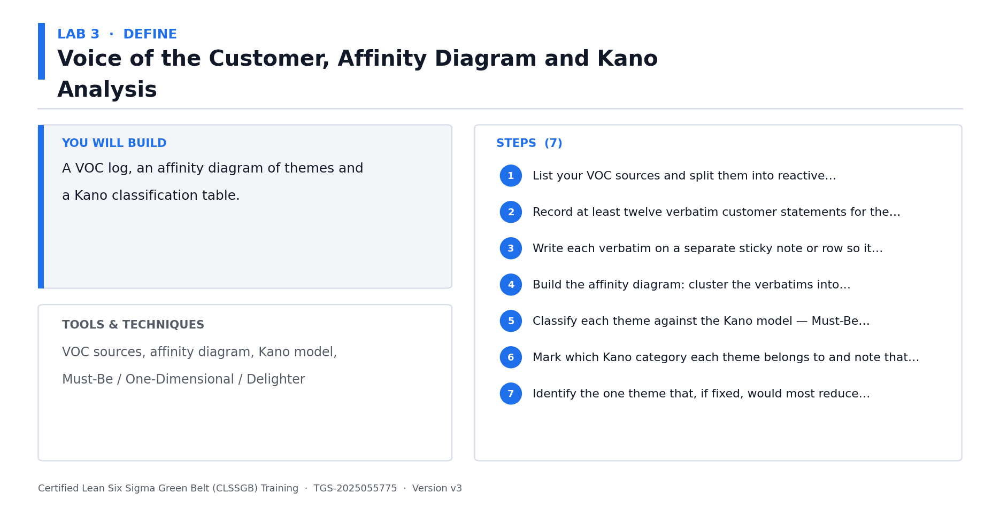 LAB 3 · DEFINE
Voice of the Customer, Affinity Diagram and Kano
Analysis
YOU WILL BUILD
A VOC log, an affinity diagram of themes and
a Kano classification table.
TOOLS & TECHNIQUES
VOC sources, affinity diagram, Kano model,
Must-Be / One-Dimensional / Delighter
STEPS (7)
1 List your VOC sources and split them into reactive…
2 Record at least twelve verbatim customer statements for the…
3 Write each verbatim on a separate sticky note or row so it…
4 Build the affinity diagram: cluster the verbatims into…
5 Classify each theme against the Kano model — Must-Be…
6 Mark which Kano category each theme belongs to and note that…
7 Identify the one theme that, if fixed, would most reduce…
Certified Lean Six Sigma Green Belt (CLSSGB) Training · TGS-2025055775 · Version v3